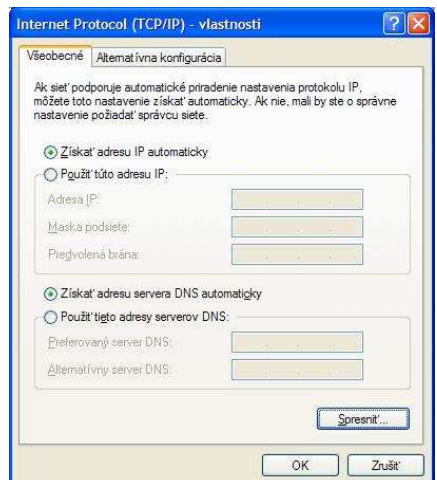 Internet Protocol (TCP/IP) - vlastnosti
Všeobecné Alternatívna konfigurácia
Ak sieť podporuje automatické priradenie nastavenia protokolu IP,
môžete toto nastavenie získať automaticky. Ak nie, mali by ste o správne
nastavenie požiadať správcu siete.
Získať adresu IP automaticky
Použiť túto adresu IP:
Adresa IP:
Maska podsiete:
Predvolená brána:
Získať adresu servera DNS automaticky
Použiť tieto adresy serverov DNS:
Preferovaný server DNS:
Alternatívny server DNS:
Spresniť...
OK Zrušiť